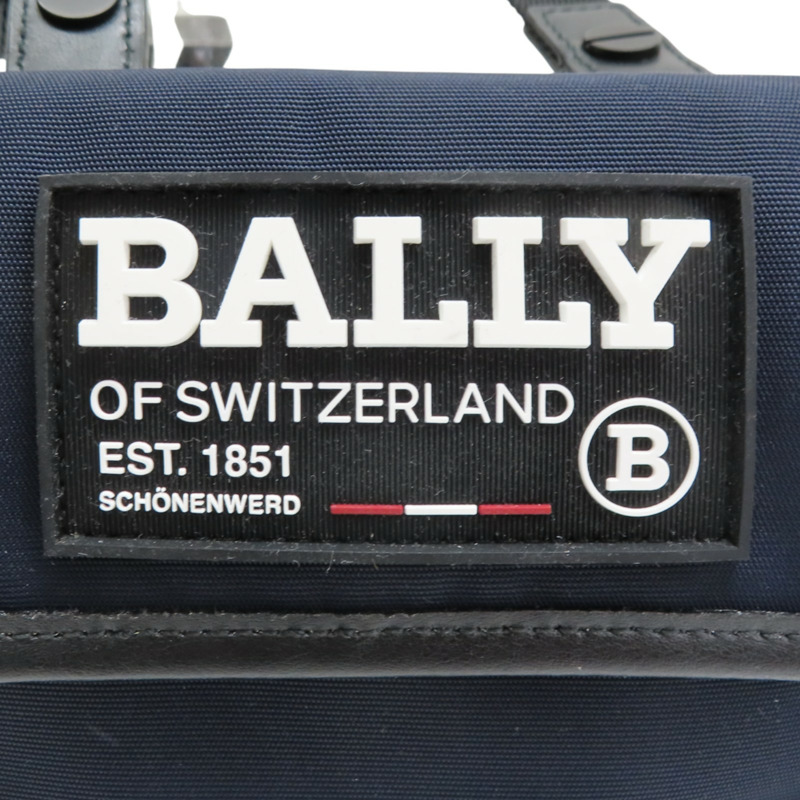 BALLY
OF SWITZERLAND
EST. 1851
SCHÖNENWERD
B